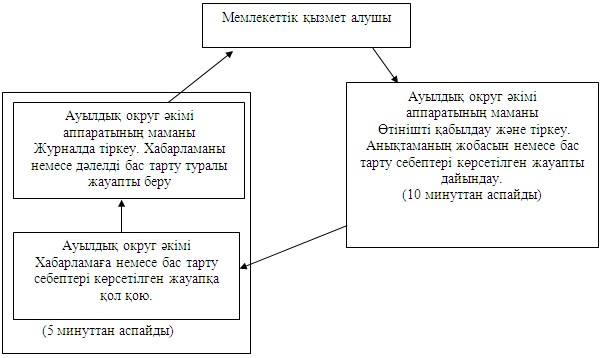 Мемлекеттік қызмет алушы
Ауылдық округ әкімі
аппаратының маманы
Өтінішті қабылдау және тіркеу.
Анықтаманың жобасын немесе бас
тарту себептері көрсетілген жауапты
дайындау.
(10 минуттан аспайды)
Ауылдық округ әкімі
Хабарламаға немесе бас тарту
себептері көрсетілген жауапқа
қол қою.
(5 минуттан аспайды)
Ауылдық округ әкімі
аппаратының маманы
Журналда тіркеу. Хабарламаны
немесе дәлелді бас тарту туралы
жауапты беру